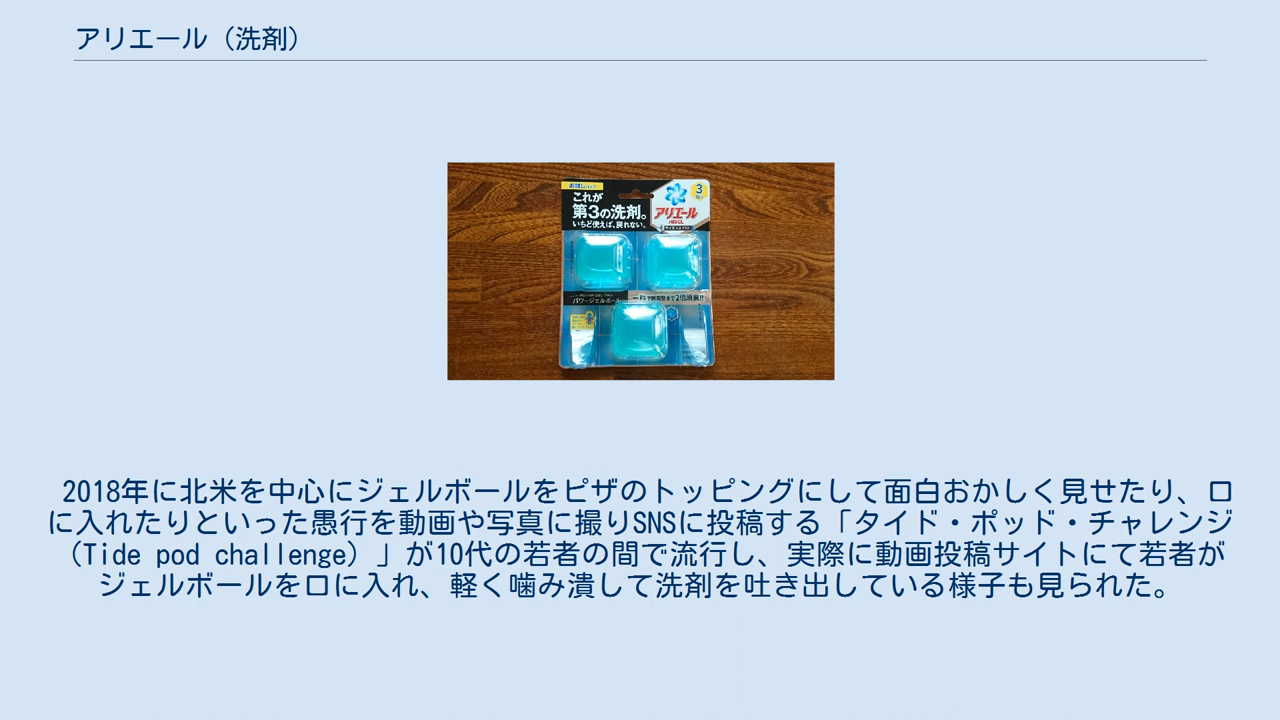 アリエール（洗剤）
お試し
3
これが
第3の洗剤。
いちど使えば、戻れない。
アリエール
ARIEL
パワージェルボール
2倍消臭!!
2018年に北米を中心にジェルボールをピザのトッピングにして面白おかしく見せたり、口
に入れたりといった愚行を動画や写真に撮りSNSに投稿する「タイド・ポッド・チャレンジ
（Tide pod challenge）」が10代の若者の間で流行し、実際に動画投稿サイトにて若者が
ジェルボールを口に入れ、軽く噛み潰して洗剤を吐き出している様子も見られた。